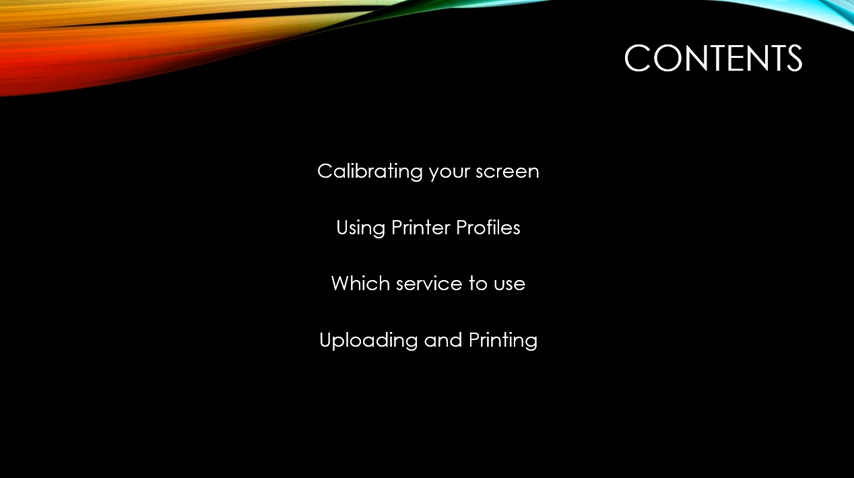 CONTENTS
Calibrating your screen
Using Printer Profiles
Which service to use
Uploading and Printing